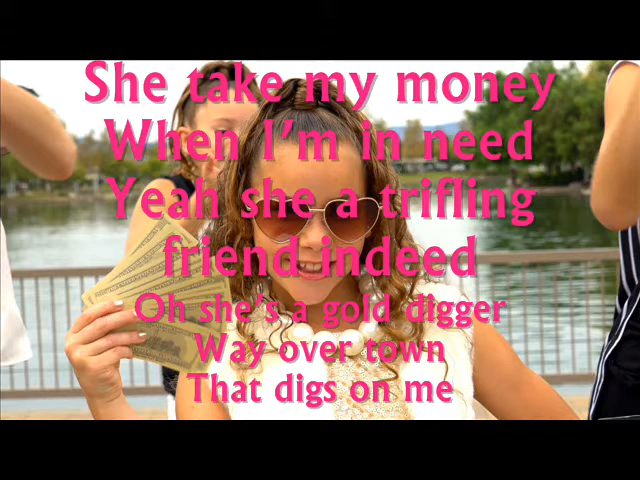 She take my money
When I'm in need
Yeah she a trifling
friend indeed
Oh she's a gold digger
Way over town
That digs on me